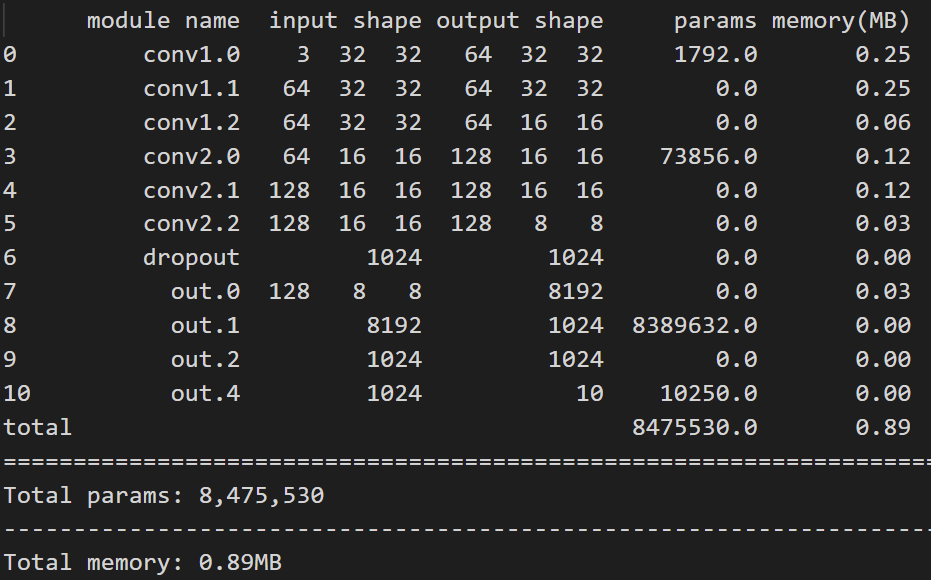 module name input shape output shape params memory(MB)
0 conv1.0 3 32 32 64 32 32 1792.0 0.25
1 conv1.1 64 32 32 64 32 32 0.0 0.25
2 conv1.2 64 32 32 64 16 16 0.0 0.06
3 conv2.0 64 16 16 128 16 16 73856.0 0.12
4 conv2.1 128 16 16 128 16 16 0.0 0.12
5 conv2.2 128 16 16 128 8 8 0.0 0.03
6 dropout 1024 1024 0.0 0.00
7 out.0 128 8 8 8192 0.0 0.03
8 out.1 8192 1024 8389632.0 0.00
9 out.2 1024 1024 0.0 0.00
10 out.4 1024 10 10250.0 0.00
total 8475530.0 0.89
===================================================================
Total params: 8,475,530
-------------------------------------------------------------------
Total memory: 0.89MB